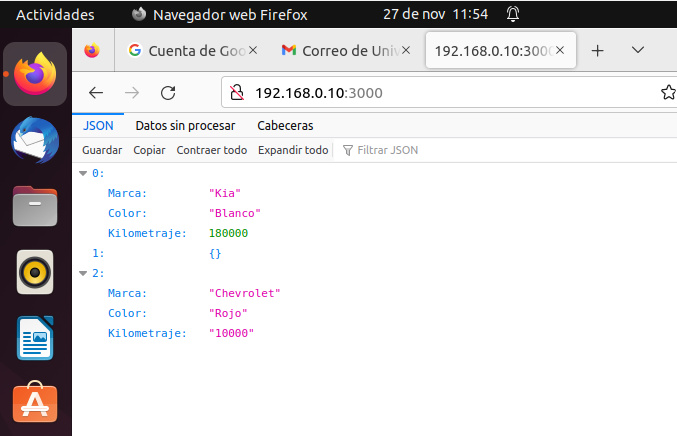 Actividades Navegador web Firefox 27 de nov 11:54
Cuenta de Goo Correo de Univ 192.168.0.10:3000
192.168.0.10:3000
JSON Datos sin procesar Cabeceras
Guardar Copiar Contraer todo Expandir todo Filtrar JSON
0:
Marca: "Kia"
Color: "Blanco"
Kilometraje: 180000
1: {}
2:
Marca: "Chevrolet"
Color: "Rojo"
Kilometraje: "10000"